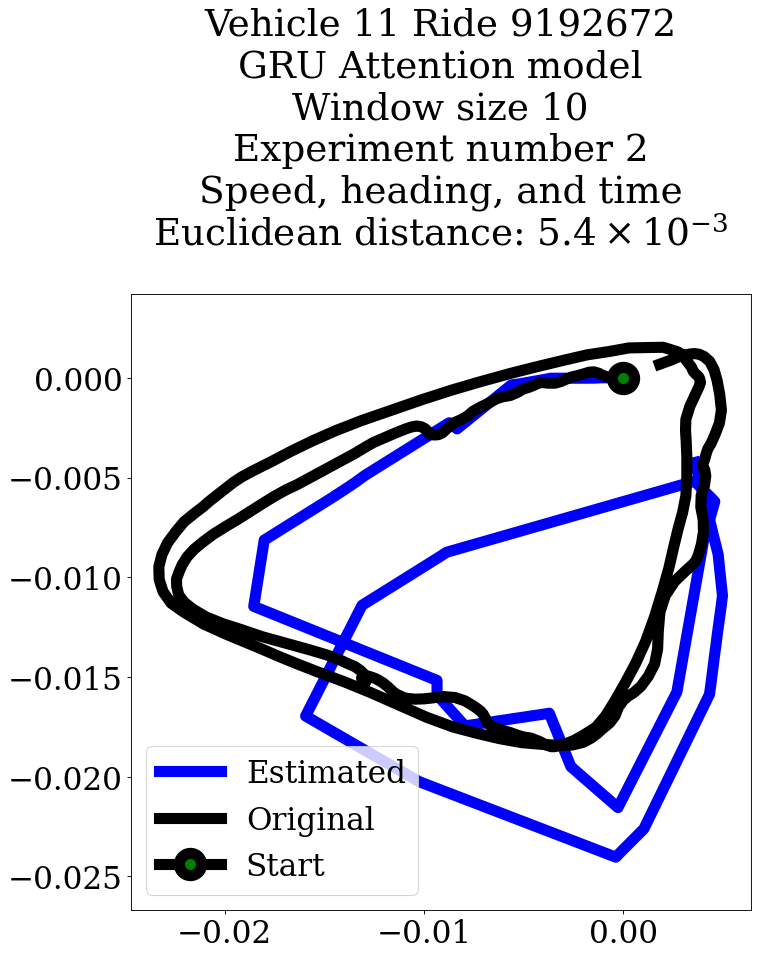 Vehicle 11 Ride 9192672
GRU Attention model
Window size 10
Experiment number 2
Speed, heading, and time
Euclidean distance: 5.4 × 10⁻³
0.000
−0.005
−0.010
−0.015
−0.020
−0.025
Estimated
Original
Start
−0.02 −0.01 0.00